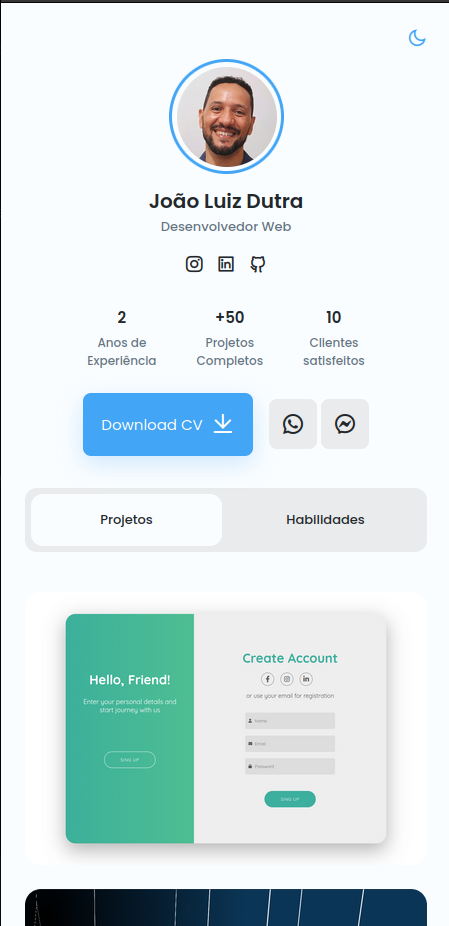 João Luiz Dutra
Desenvolvedor Web
2
Anos de
Experiência
+50
Projetos
Completos
10
Clientes
satisfeitos
Download CV
Projetos
Habilidades
Hello, Friend!
Enter your personal details and
start journey with us
SING UP
Create Account
or use your email for registration
Name
Email
Password
SING UP